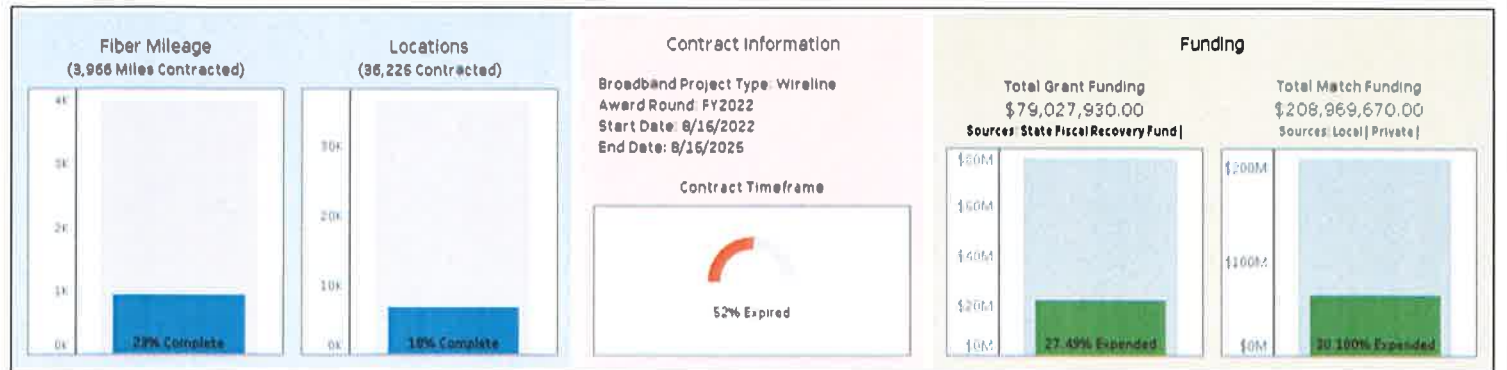 Fiber Mileage
(3,966 Miles Contracted)
4K
3K
2K
1K
0K
23% Complete
Locations
(36,225 Contracted)
30K
20K
10K
0K
18% Complete
Contract Information
Broadband Project Type: Wireline
Award Round: FY2022
Start Date: 8/16/2022
End Date: 8/16/2025
Contract Timeframe
52% Expired
Funding
Total Grant Funding
$79,027,930.00
Sources: State Fiscal Recovery Fund |
$80M
$60M
$40M
$20M
$0M
27.49% Expended
Total Match Funding
$208,969,670.00
Sources: Local | Private |
$200M
$100M
$0M
30.100% Expended